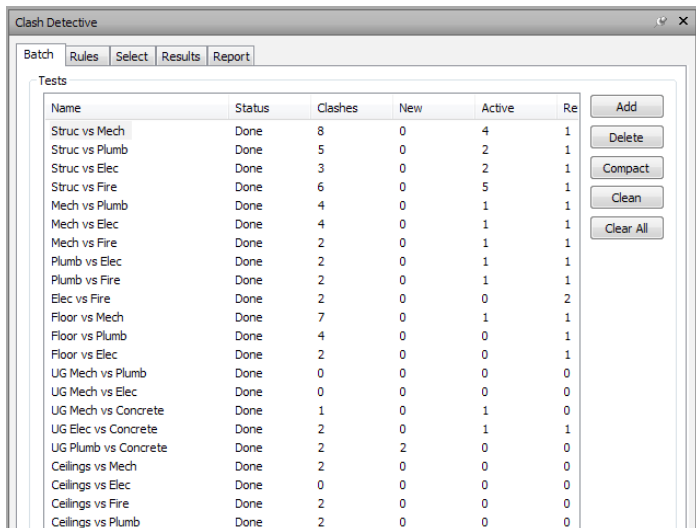 Clash Detective
Batch Rules Select Results Report
Tests
Name Status Clashes New Active Re
Struc vs Mech Done 8 0 4 1
Struc vs Plumb Done 5 0 2 1
Struc vs Elec Done 3 0 2 1
Struc vs Fire Done 6 0 5 1
Mech vs Plumb Done 4 0 1 1
Mech vs Elec Done 4 0 1 1
Mech vs Fire Done 2 0 1 1
Plumb vs Elec Done 2 0 1 1
Plumb vs Fire Done 2 0 1 1
Elec vs Fire Done 2 0 0 2
Floor vs Mech Done 7 0 1 1
Floor vs Plumb Done 4 0 0 1
Floor vs Elec Done 2 0 0 1
UG Mech vs Plumb Done 0 0 0 0
UG Mech vs Elec Done 0 0 0 0
UG Mech vs Concrete Done 1 0 1 0
UG Elec vs Concrete Done 2 0 1 1
UG Plumb vs Concrete Done 2 2 0 0
Ceilings vs Mech Done 2 0 0 0
Ceilings vs Elec Done 0 0 0 0
Ceilings vs Fire Done 2 0 0 0
Ceilings vs Plumb Done 2 0 0 0
Add
Delete
Compact
Clean
Clear All